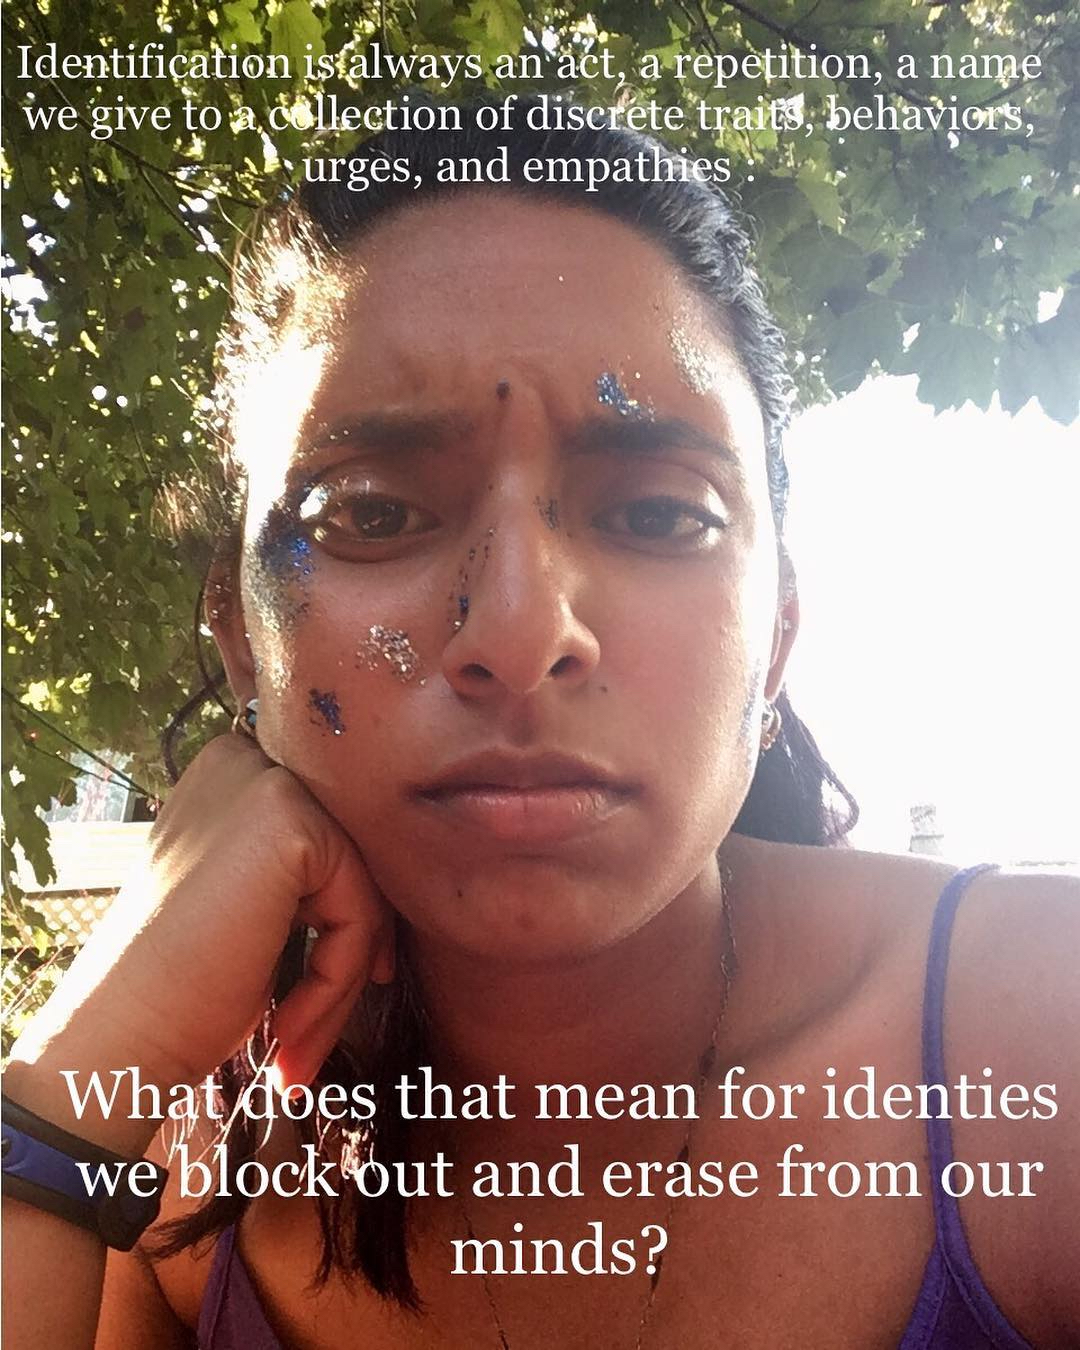 Identification is always an act, a repetition, a name
we give to a collection of discrete traits, behaviors,
urges, and empathies :
What does that mean for identies
we block out and erase from our
minds?